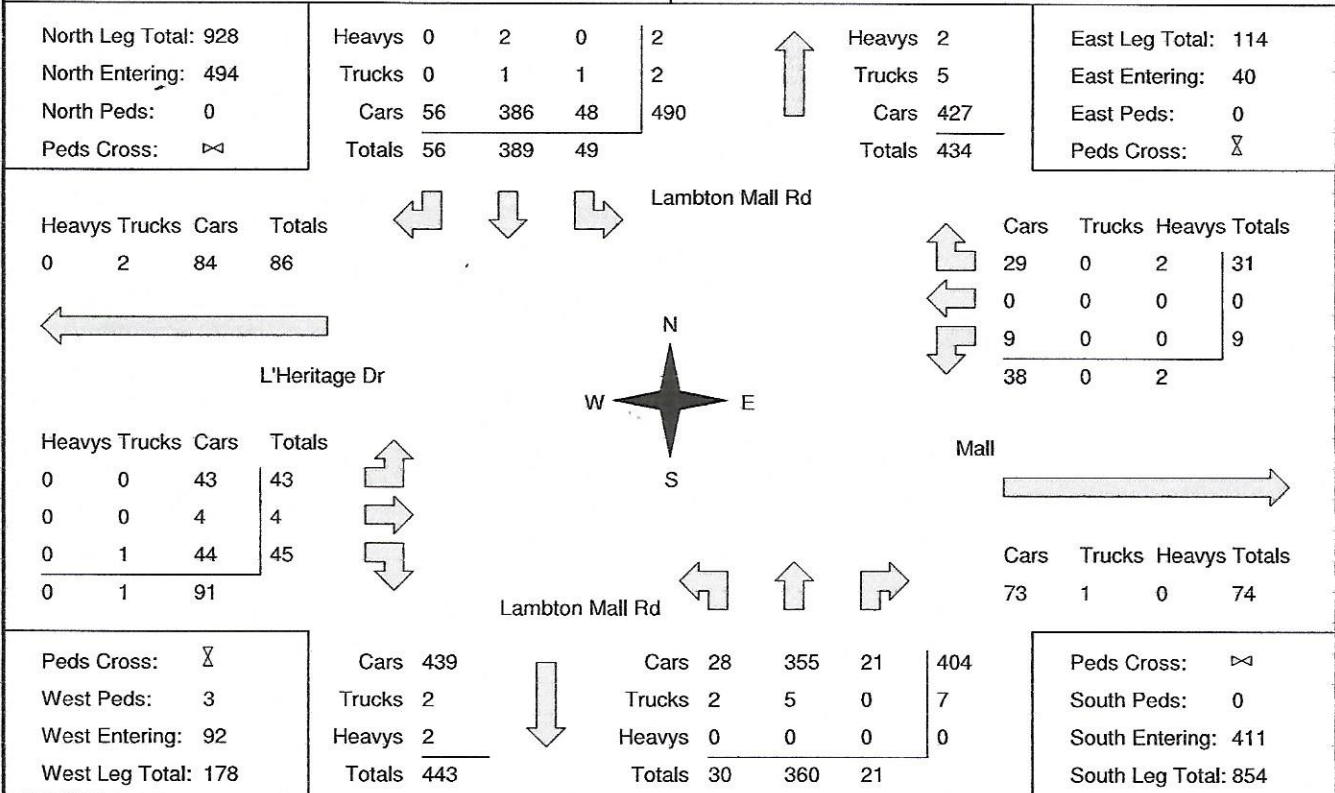 North Leg Total: 928
North Entering: 494
North Peds: 0
Peds Cross:
Heavys 0 2 0 2
Trucks 0 1 1 2
Cars 56 386 48 490
Totals 56 389 49
Heavys 2
Trucks 5
Cars 427
Totals 434
East Leg Total: 114
East Entering: 40
East Peds: 0
Peds Cross:
Lambton Mall Rd
Heavys Trucks Cars Totals
0 2 84 86
Cars Trucks Heavys Totals
29 0 2 31
0 0 0 0
9 0 0 9
38 0 2
L'Heritage Dr
N
W E
S
Heavys Trucks Cars Totals
0 0 43 43
0 0 4 4
0 1 44 45
0 1 91
Mall
Cars Trucks Heavys Totals
73 1 0 74
Lambton Mall Rd
Peds Cross:
West Peds: 3
West Entering: 92
West Leg Total: 178
Cars 439
Trucks 2
Heavys 2
Totals 443
Cars 28 355 21 404
Trucks 2 5 0 7
Heavys 0 0 0 0
Totals 30 360 21
Peds Cross:
South Peds: 0
South Entering: 411
South Leg Total: 854